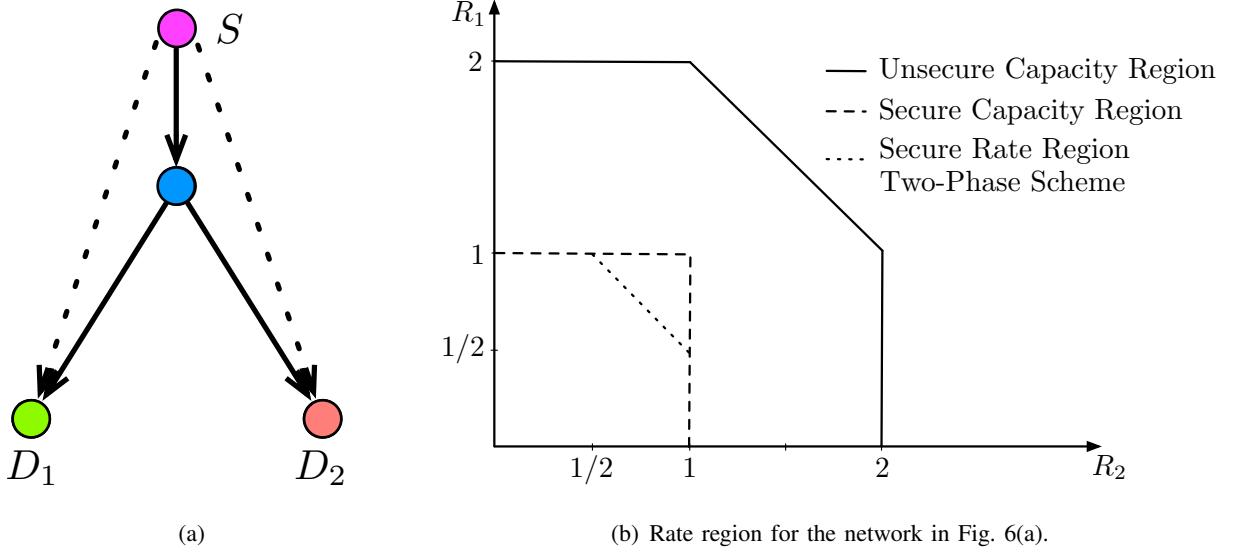 S
D₁
D₂
(a)
R₁
2
1
1/2
1/2
1
2
R₂
Unsecure Capacity Region
Secure Capacity Region
Secure Rate Region
Two-Phase Scheme
(b) Rate region for the network in Fig. 6(a).